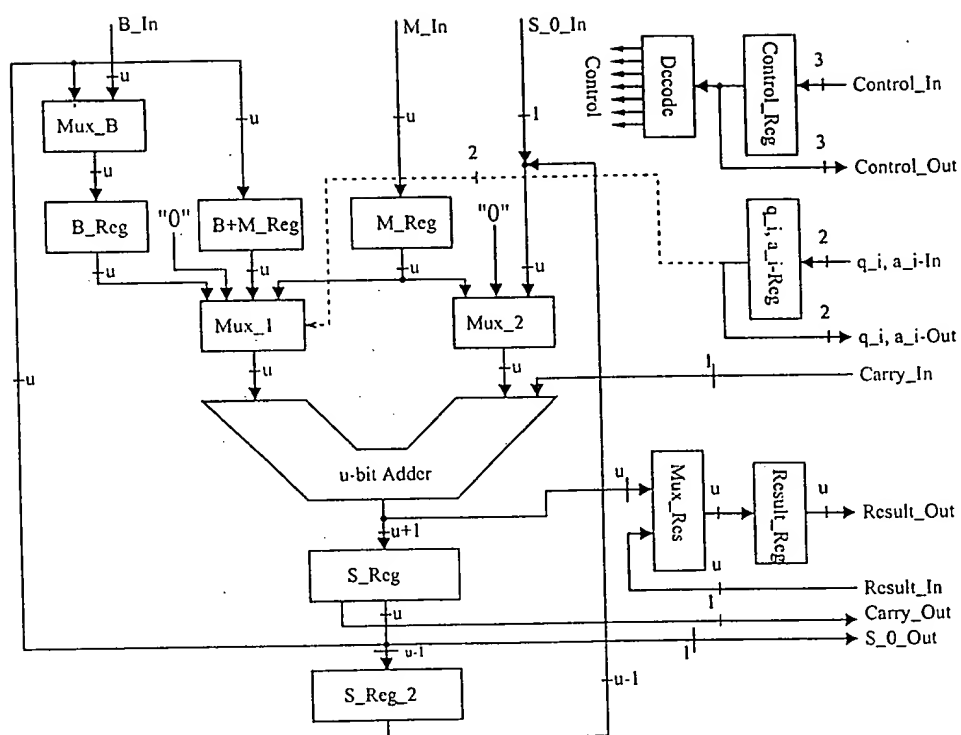 B_In
M_In
S_0_In
3
Control_In
Control_Reg
Decode
Control
3
Control_Out
u
u
u
1
2
Mux_B
u
B_Reg
"0"
B+M_Reg
M_Reg
"0"
q_i, a_i-Reg
2
q_i, a_i-In
2
q_i, a_i-Out
u
u
u
u
Mux_1
Mux_2
u
u
u
1
Carry_In
u-bit Adder
u
Mux_Res
u
Result_Reg
u
Result_Out
u+1
u
Result_In
S_Reg
u
1
Carry_Out
1
S_0_Out
u-1
S_Reg_2
u-1